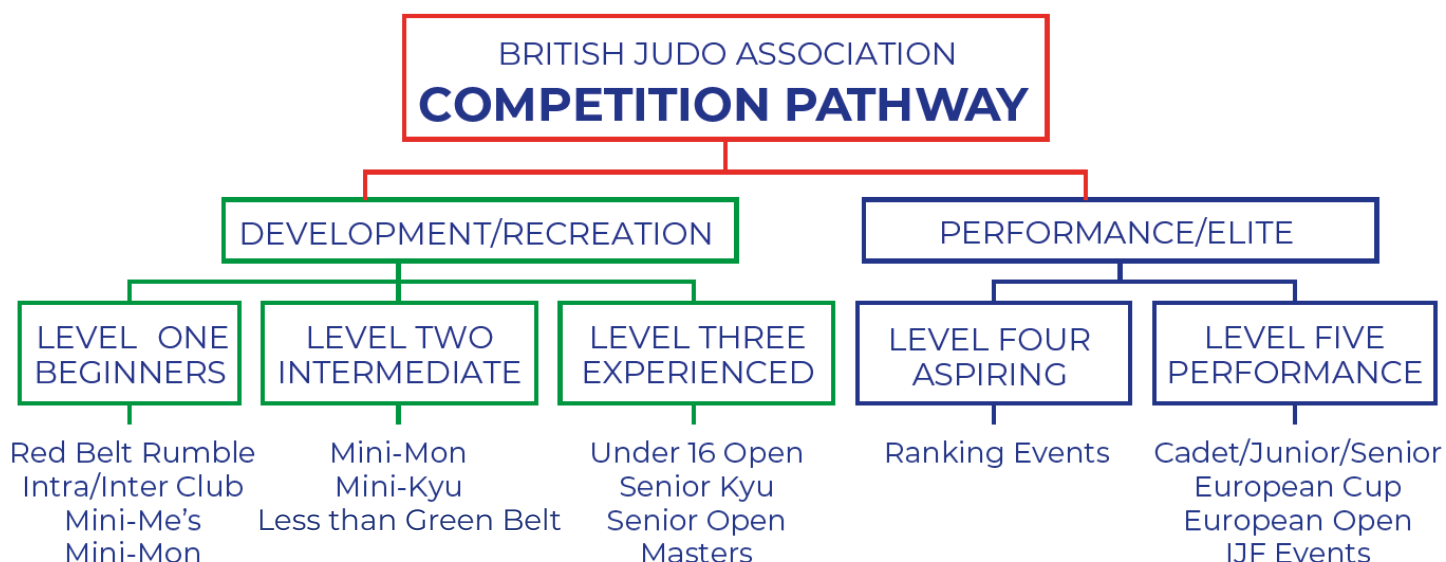 BRITISH JUDO ASSOCIATION
COMPETITION PATHWAY
DEVELOPMENT/RECREATION
PERFORMANCE/ELITE
LEVEL ONE
BEGINNERS
LEVEL TWO
INTERMEDIATE
LEVEL THREE
EXPERIENCED
LEVEL FOUR
ASPIRING
LEVEL FIVE
PERFORMANCE
Red Belt Rumble
Intra/Inter Club
Mini-Me's
Mini-Mon
Mini-Mon
Mini-Kyu
Less than Green Belt
Under 16 Open
Senior Kyu
Senior Open
Masters
Ranking Events
Cadet/Junior/Senior
European Cup
European Open
IJF Events